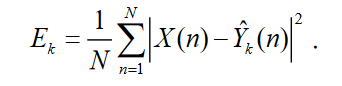 $E_k = \frac{1}{N} \sum_{n=1}^{N} \left| X(n) - \hat{Y}_k(n) \right|^2 .$